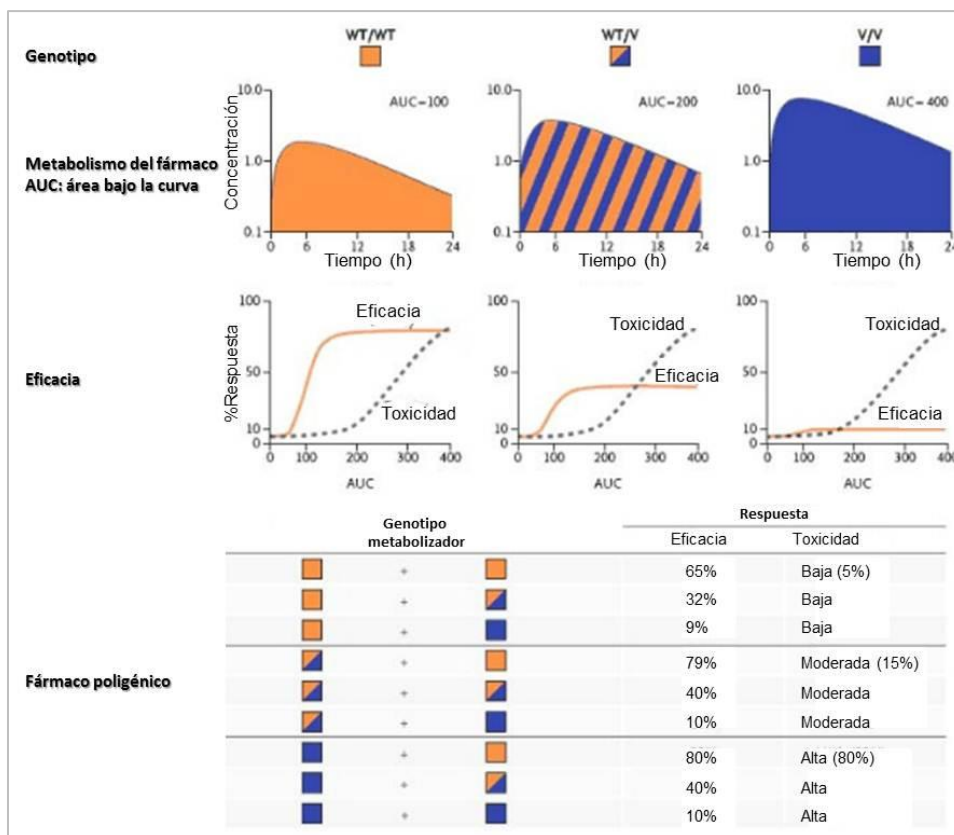 Genotipo
WT/WT
WT/V
V/V
Metabolismo del fármaco
AUC: área bajo la curva
Concentración
10.0
1.0
0.1
AUC=100
0 6 12 18 24
Tiempo (h)
10.0
1.0
0.1
AUC=200
0 6 12 18 24
Tiempo (h)
10.0
1.0
0.1
AUC=400
0 6 12 18 24
Tiempo (h)
Eficacia
%Respuesta
100
50
10
0
Eficacia
Toxicidad
0 100 200 300 400
AUC
100
50
10
0
Toxicidad
Eficacia
0 100 200 300 400
AUC
100
50
10
0
Toxicidad
Eficacia
0 100 200 300 400
AUC
Fármaco poligénico
Genotipo
metabolizador
Respuesta
Eficacia Toxicidad
+ 65% Baja (5%)
+ 32% Baja
+ 9% Baja
+ 79% Moderada (15%)
+ 40% Moderada
+ 10% Moderada
+ 80% Alta (80%)
+ 40% Alta
+ 10% Alta